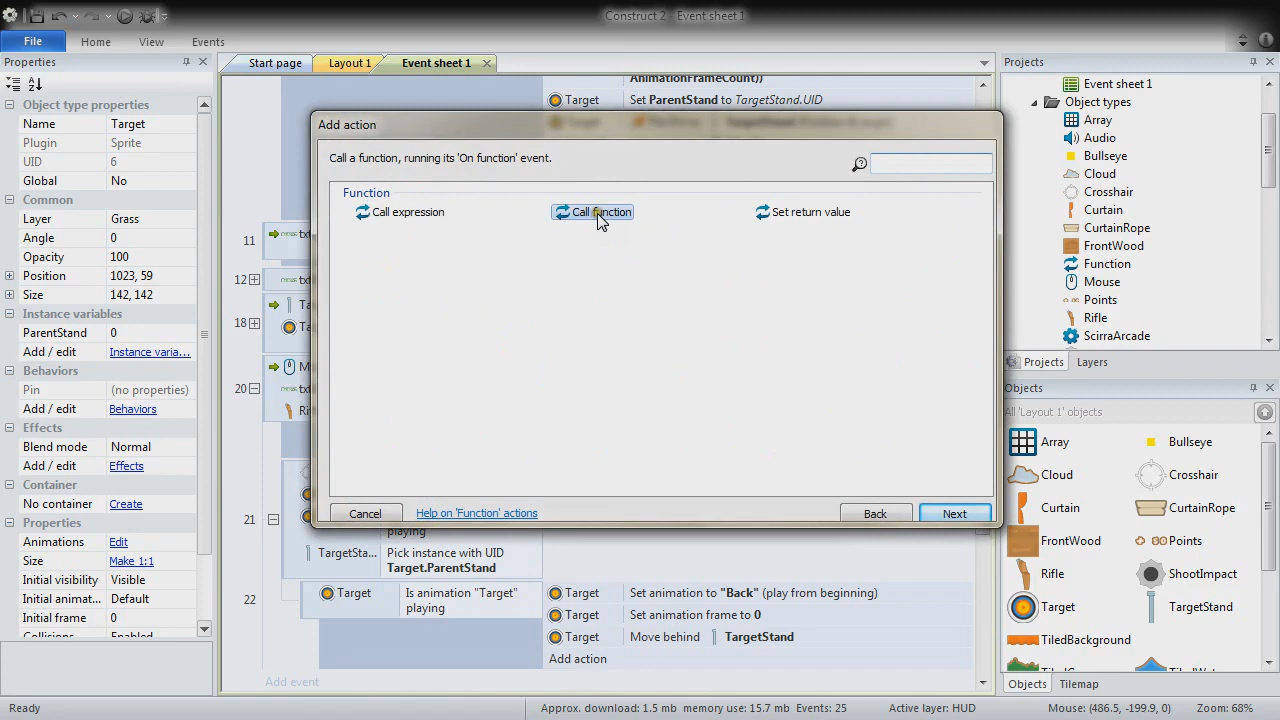 Construct 2 - Event sheet 1
File
Home
View
Events
Properties
Start page
Layout 1
Event sheet 1
Projects
Object type properties
Name
Target
Plugin
Sprite
UID
6
Global
No
Common
Layer
Grass
Angle
0
Opacity
100
Position
1023, 59
Size
142, 142
Instance variables
ParentStand
0
Add / edit
Instance varia...
Behaviors
Pin
(no properties)
Add / edit
Behaviors
Effects
Blend mode
Normal
Add / edit
Effects
Container
No container
Create
Properties
Animations
Edit
Size
Make 1:1
Initial visibility
Visible
Initial animat...
Default
Initial frame
0
Collisions
Enabled
AnimationFrameCount))
Target
Set ParentStand to TargetStand.UID
Add action
Call a function, running its 'On function' event.
Function
Call expression
Call function
Set return value
Cancel
Help on 'Function' actions
Back
Next
11
12
18
20
21
playing
TargetSta...
Pick instance with UID
Target.ParentStand
22
Target
Is animation "Target"
playing
Target
Set animation to "Back" (play from beginning)
Target
Set animation frame to 0
Target
Move behind
TargetStand
Add action
Add event
Event sheet 1
Object types
Array
Audio
Bullseye
Cloud
Crosshair
Curtain
CurtainRope
FrontWood
Function
Mouse
Points
Rifle
ScirraArcade
Projects
Layers
Objects
All 'Layout 1' objects
Array
Bullseye
Cloud
Crosshair
Curtain
CurtainRope
FrontWood
Points
Rifle
ShootImpact
Target
TargetStand
TiledBackground
Objects
Tilemap
Ready
Approx. download: 1.5 mb
memory use: 15.7 mb
Events: 25
Active layer: HUD
Mouse: (486.5, -199.9, 0)
Zoom: 68%